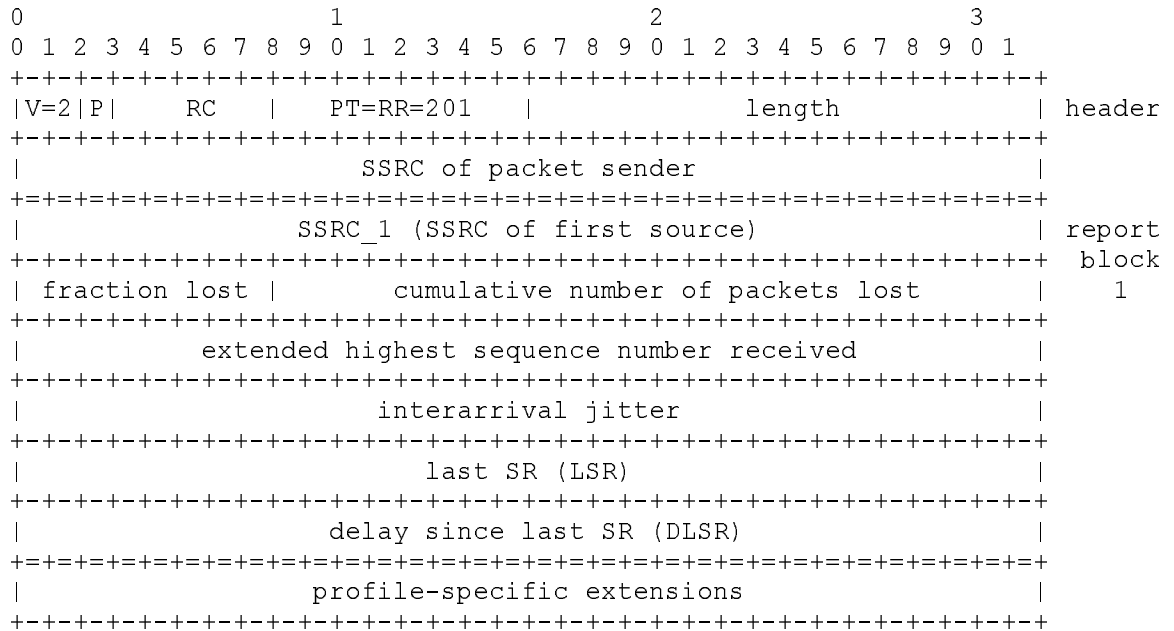 0                   1                   2                   3
0 1 2 3 4 5 6 7 8 9 0 1 2 3 4 5 6 7 8 9 0 1 2 3 4 5 6 7 8 9 0 1
+-+-+-+-+-+-+-+-+-+-+-+-+-+-+-+-+-+-+-+-+-+-+-+-+-+-+-+-+-+-+-+-+
|V=2|P|    RC   |   PT=RR=201   |             length            | header
+-+-+-+-+-+-+-+-+-+-+-+-+-+-+-+-+-+-+-+-+-+-+-+-+-+-+-+-+-+-+-+-+
|                     SSRC of packet sender                     |
+=+=+=+=+=+=+=+=+=+=+=+=+=+=+=+=+=+=+=+=+=+=+=+=+=+=+=+=+=+=+=+=+
|                 SSRC_1 (SSRC of first source)                 | report
+-+-+-+-+-+-+-+-+-+-+-+-+-+-+-+-+-+-+-+-+-+-+-+-+-+-+-+-+-+-+-+-+  block
| fraction lost |       cumulative number of packets lost       |    1
+-+-+-+-+-+-+-+-+-+-+-+-+-+-+-+-+-+-+-+-+-+-+-+-+-+-+-+-+-+-+-+-+
|           extended highest sequence number received           |
+-+-+-+-+-+-+-+-+-+-+-+-+-+-+-+-+-+-+-+-+-+-+-+-+-+-+-+-+-+-+-+-+
|                      interarrival jitter                      |
+-+-+-+-+-+-+-+-+-+-+-+-+-+-+-+-+-+-+-+-+-+-+-+-+-+-+-+-+-+-+-+-+
|                         last SR (LSR)                         |
+-+-+-+-+-+-+-+-+-+-+-+-+-+-+-+-+-+-+-+-+-+-+-+-+-+-+-+-+-+-+-+-+
|                   delay since last SR (DLSR)                  |
+=+=+=+=+=+=+=+=+=+=+=+=+=+=+=+=+=+=+=+=+=+=+=+=+=+=+=+=+=+=+=+=+
|                  profile-specific extensions                  |
+-+-+-+-+-+-+-+-+-+-+-+-+-+-+-+-+-+-+-+-+-+-+-+-+-+-+-+-+-+-+-+-+